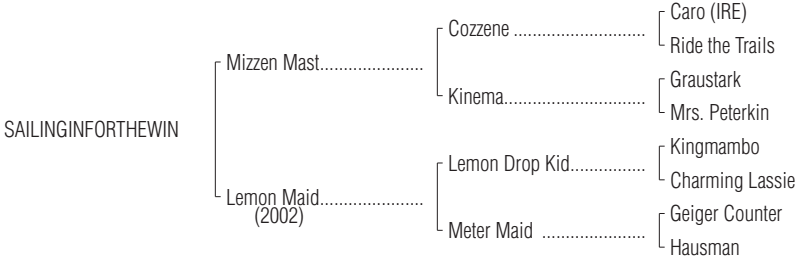 Caro (IRE)
Cozzene ............................
Ride the Trails
Mizzen Mast......................
Graustark
Kinema..............................
Mrs. Peterkin
SAILINGINFORTHEWIN
Kingmambo
Lemon Drop Kid................
Charming Lassie
Lemon Maid......................
(2002)
Geiger Counter
Meter Maid ......................
Hausman